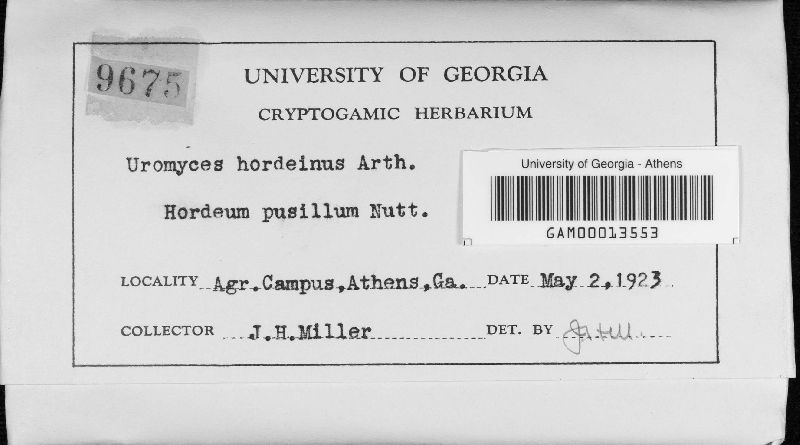 9675
UNIVERSITY OF GEORGIA
CRYPTOGAMIC HERBARIUM
Uromyces hordeinus Arth.
Hordeum pusillum Nutt.
University of Georgia - Athens
GAM00013553
LOCALITY Agr.Campus,Athens,Ga. DATE May 2,1923
COLLECTOR J.H.Miller DET. BY